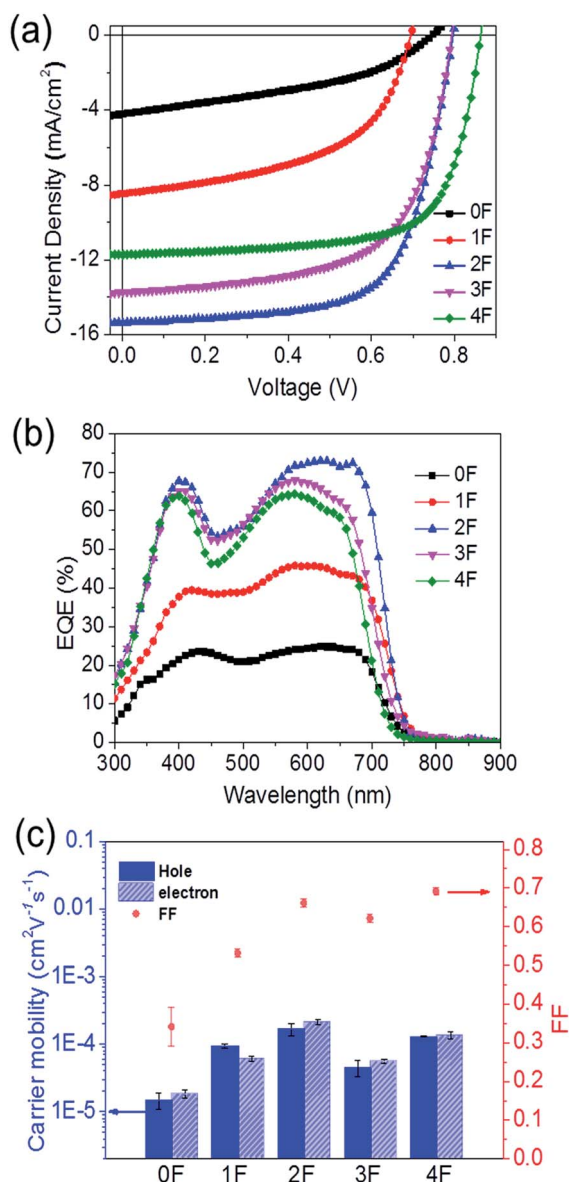 (a)
0
-4
-8
-12
-16
Current Density (mA/cm²)
0F
1F
2F
3F
4F
0.0 0.2 0.4 0.6 0.8
Voltage (V)
(b)
80
70
60
50
40
30
20
10
0
EQE (%)
0F
1F
2F
3F
4F
300 400 500 600 700 800 900
Wavelength (nm)
(c)
0.1
0.01
1E-3
1E-4
1E-5
Carrier mobility (cm²V⁻¹s⁻¹)
Hole
electron
FF
0.8
0.7
0.6
0.5
0.4
0.3
0.2
0.1
0.0
FF
0F 1F 2F 3F 4F